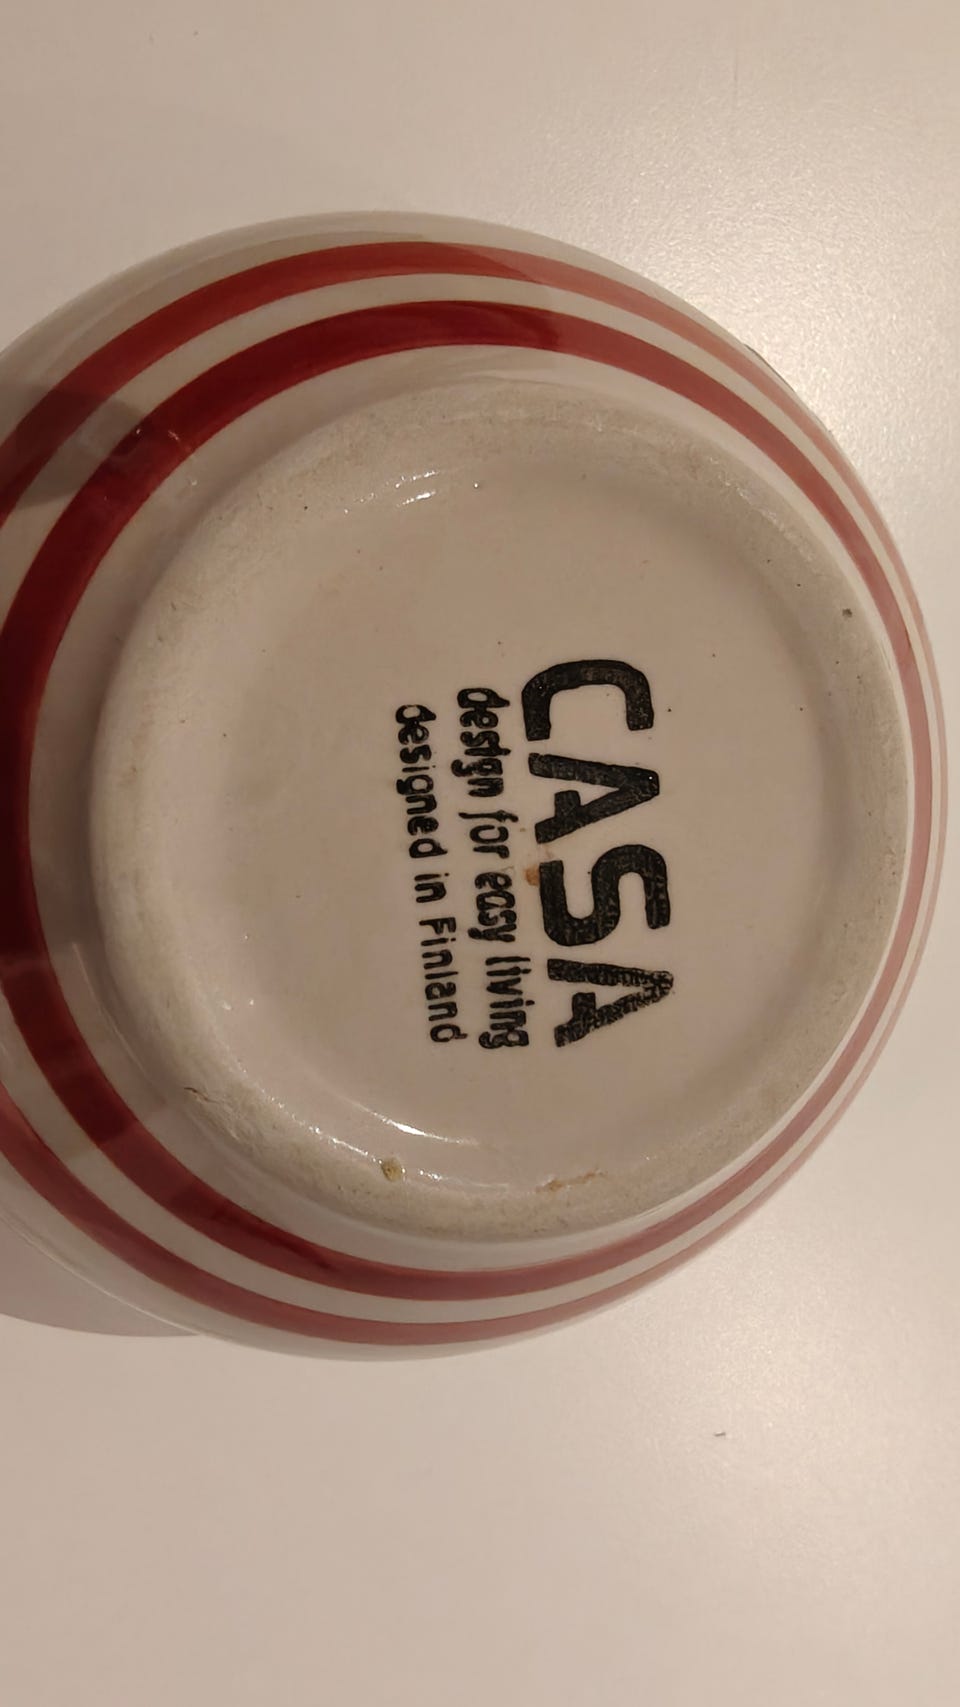 CASA
design for easy living
designed in Finland